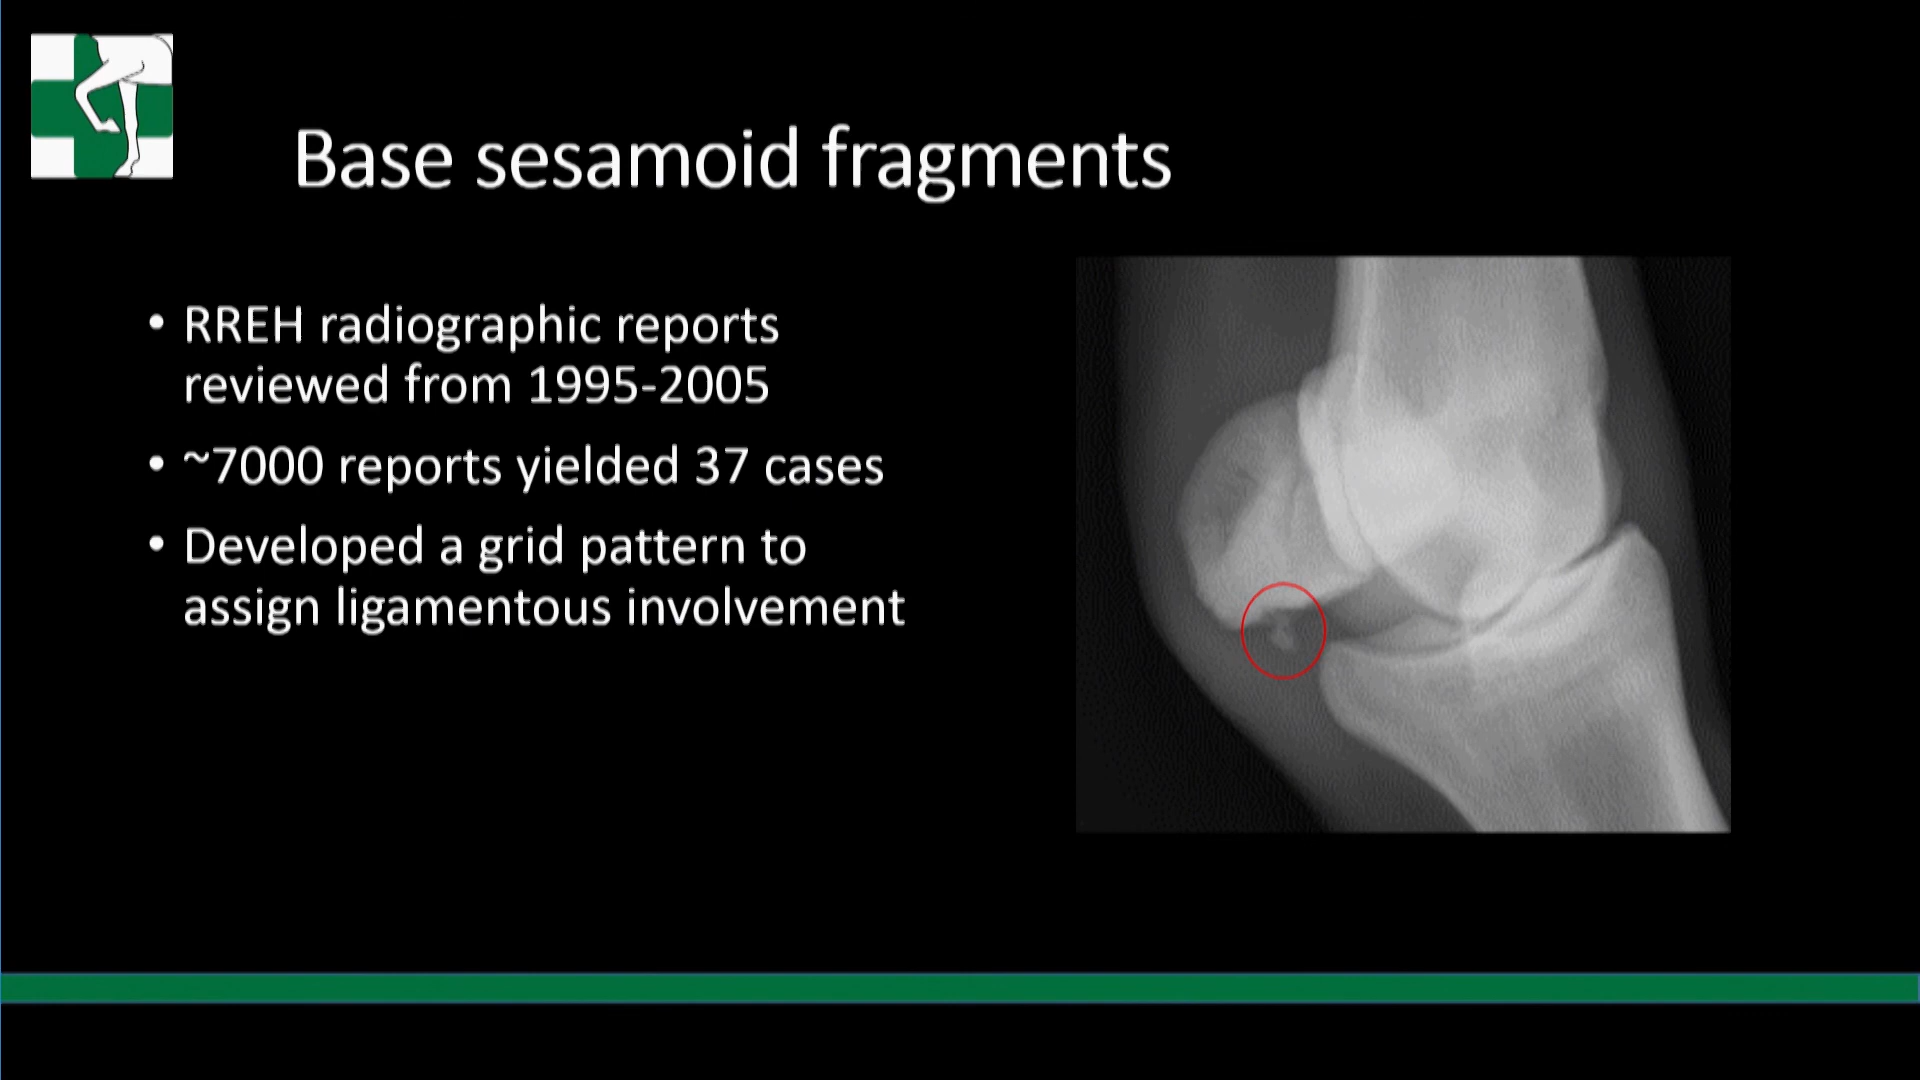 Base sesamoid fragments
• RREH radiographic reports
reviewed from 1995-2005
• ~7000 reports yielded 37 cases
• Developed a grid pattern to
assign ligamentous involvement